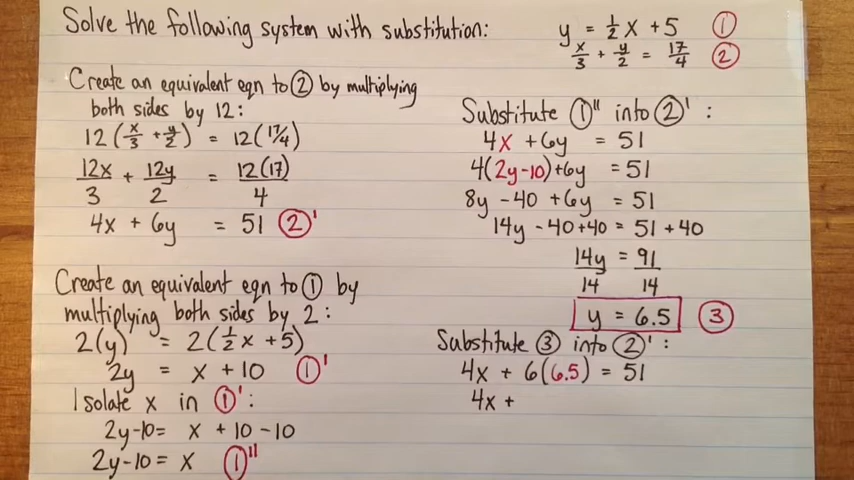 Solve the following system with substitution:
y = 1/2 x + 5 ①
x/3 + y/2 = 17/4 ②
Create an equivalent eqn to ② by multiplying
both sides by 12:
12(x/3 + y/2) = 12(17/4)
12x/3 + 12y/2 = 12(17)/4
4x + 6y = 51 ②'
Create an equivalent eqn to ① by
multiplying both sides by 2:
2(y) = 2(1/2 x + 5)
2y = x + 10 ①'
Isolate x in ①':
2y-10 = x + 10 - 10
2y-10 = x ①"
Substitute ①" into ②':
4x + 6y = 51
4(2y-10)+6y = 51
8y - 40 + 6y = 51
14y - 40 + 40 = 51 + 40
14y/14 = 91/14
y = 6.5 ③
Substitute ③ into ②':
4x + 6(6.5) = 51
4x +